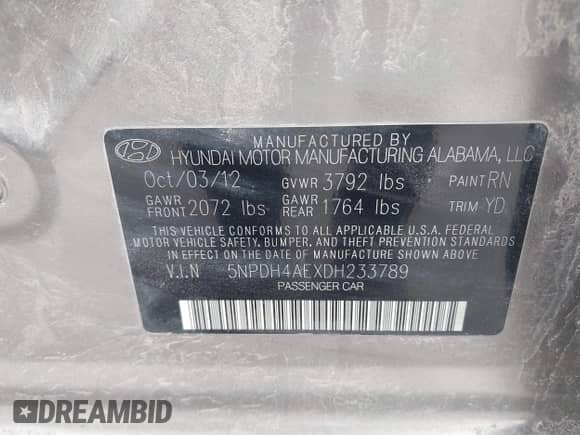 MANUFACTURED BY
HYUNDAI MOTOR MANUFACTURING ALABAMA, LLC
Oct/03/12 GVWR 3792 lbs PAINT RN
GAWR FRONT 2072 lbs GAWR REAR 1764 lbs TRIM YD
THIS VEHICLE CONFORMS TO ALL APPLICABLE U.S.A. FEDERAL
MOTOR VEHICLE SAFETY, BUMPER, AND THEFT PREVENTION STANDARDS
IN EFFECT ON THE DATE OF MANUFACTURE SHOWN ABOVE
V.I.N 5NPDH4AEXDH233789
PASSENGER CAR
DREAMBID